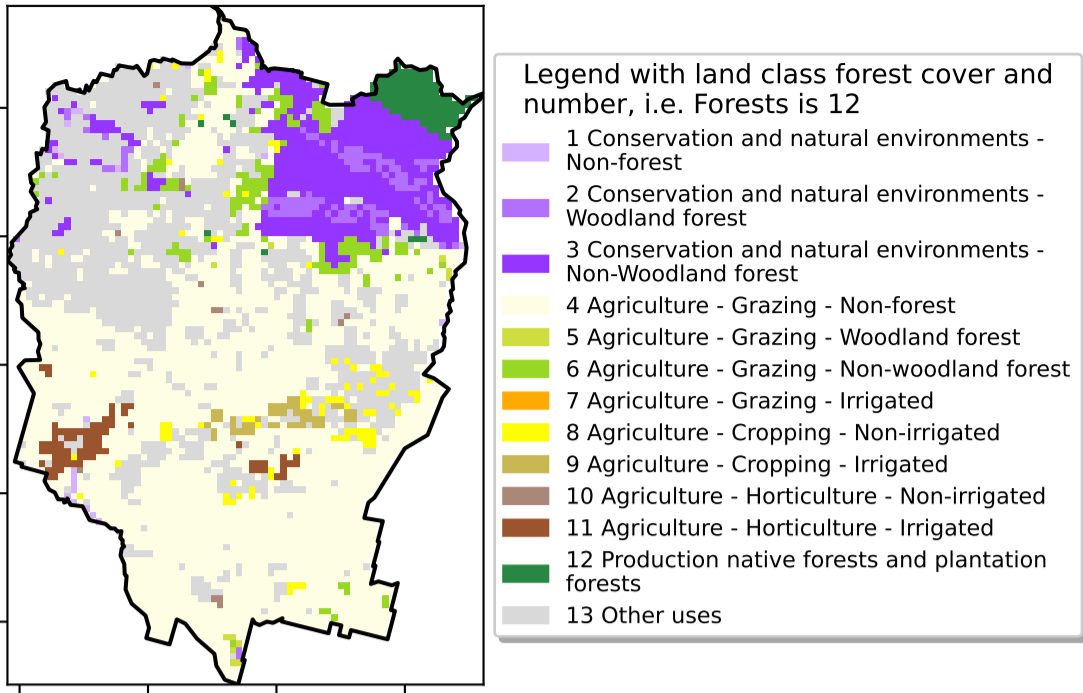 Legend with land class forest cover and
number, i.e. Forests is 12
1 Conservation and natural environments -
Non-forest
2 Conservation and natural environments -
Woodland forest
3 Conservation and natural environments -
Non-Woodland forest
4 Agriculture - Grazing - Non-forest
5 Agriculture - Grazing - Woodland forest
6 Agriculture - Grazing - Non-woodland forest
7 Agriculture - Grazing - Irrigated
8 Agriculture - Cropping - Non-irrigated
9 Agriculture - Cropping - Irrigated
10 Agriculture - Horticulture - Non-irrigated
11 Agriculture - Horticulture - Irrigated
12 Production native forests and plantation
forests
13 Other uses